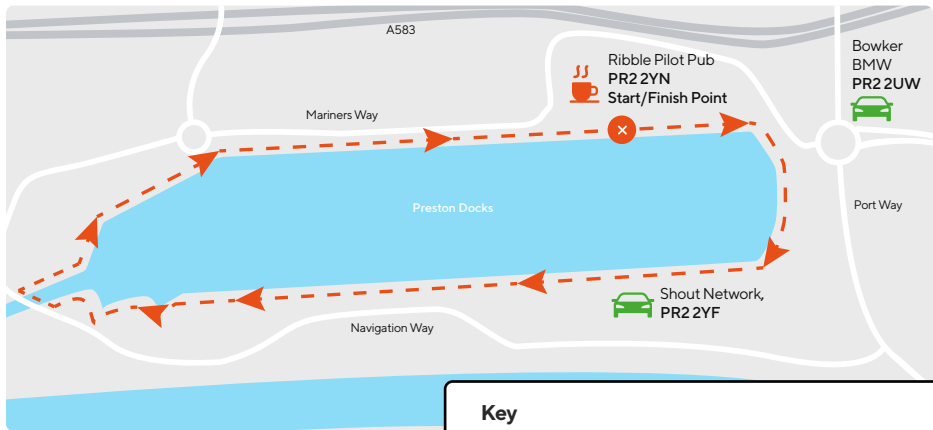 A583
Bowker
BMW
PR2 2UW
Ribble Pilot Pub
PR2 2YN
Start/Finish Point
Mariners Way
Preston Docks
Port Way
Shout Network,
PR2 2YF
Navigation Way
Key